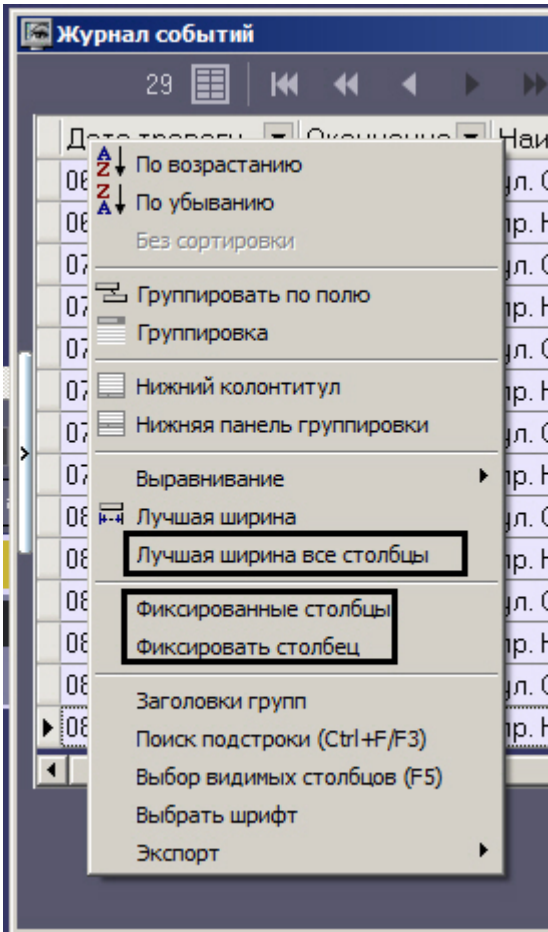 Журнал событий
29
Наи
По возрастанию
По убыванию
Без сортировки
Группировать по полю
Группировка
Нижний колонтитул
Нижняя панель группировки
Выравнивание
Лучшая ширина
Лучшая ширина все столбцы
Фиксированные столбцы
Фиксировать столбец
Заголовки групп
Поиск подстроки (Ctrl+F/F3)
Выбор видимых столбцов (F5)
Выбрать шрифт
Экспорт